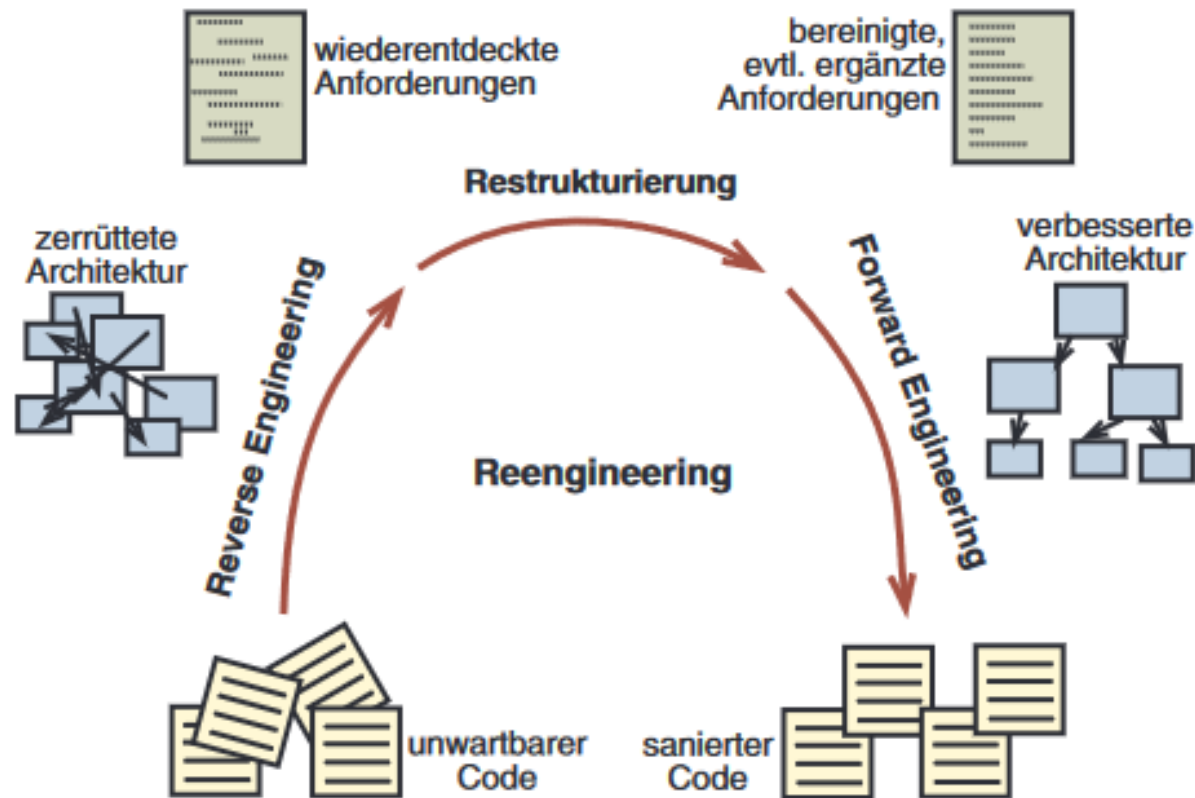 wiederentdeckte
Anforderungen
bereinigte,
evtl. ergänzte
Anforderungen
Restrukturierung
zerrüttete
Architektur
verbesserte
Architektur
Reverse Engineering
Forward Engineering
Reengineering
unwartbarer
Code
sanierter
Code